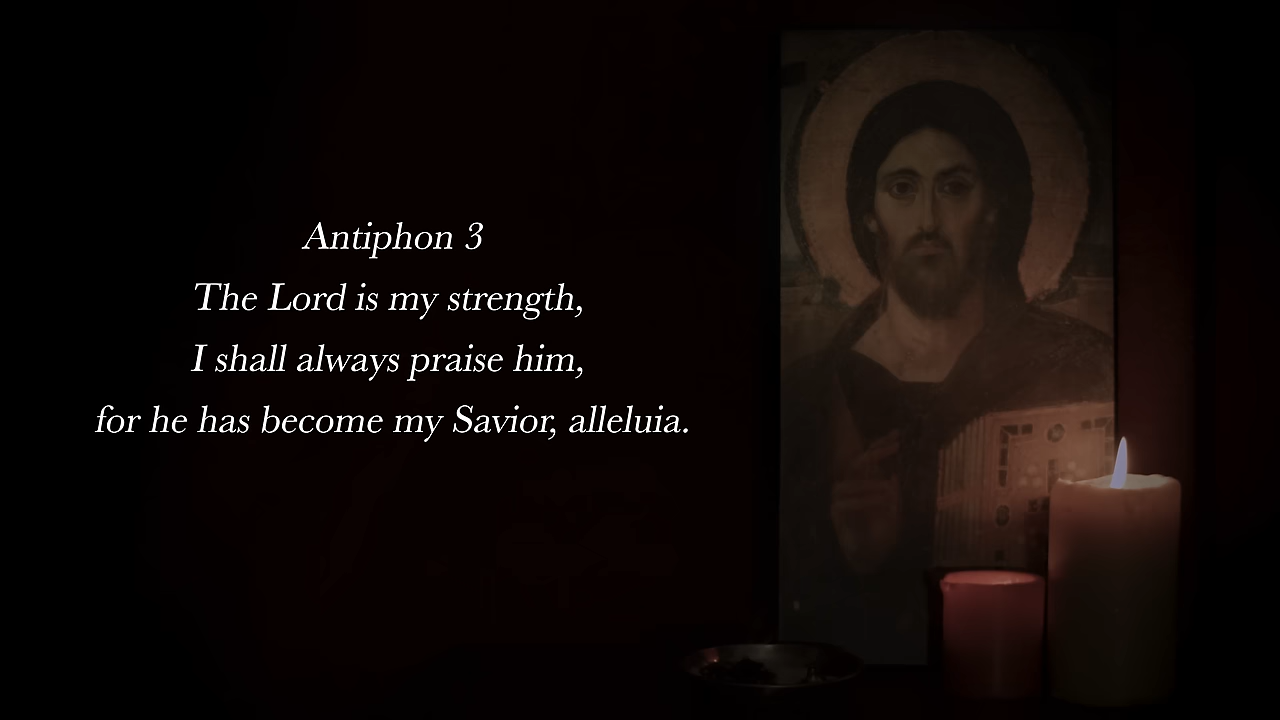 Antiphon 3
The Lord is my strength,
I shall always praise him,
for he has become my Savior, alleluia.